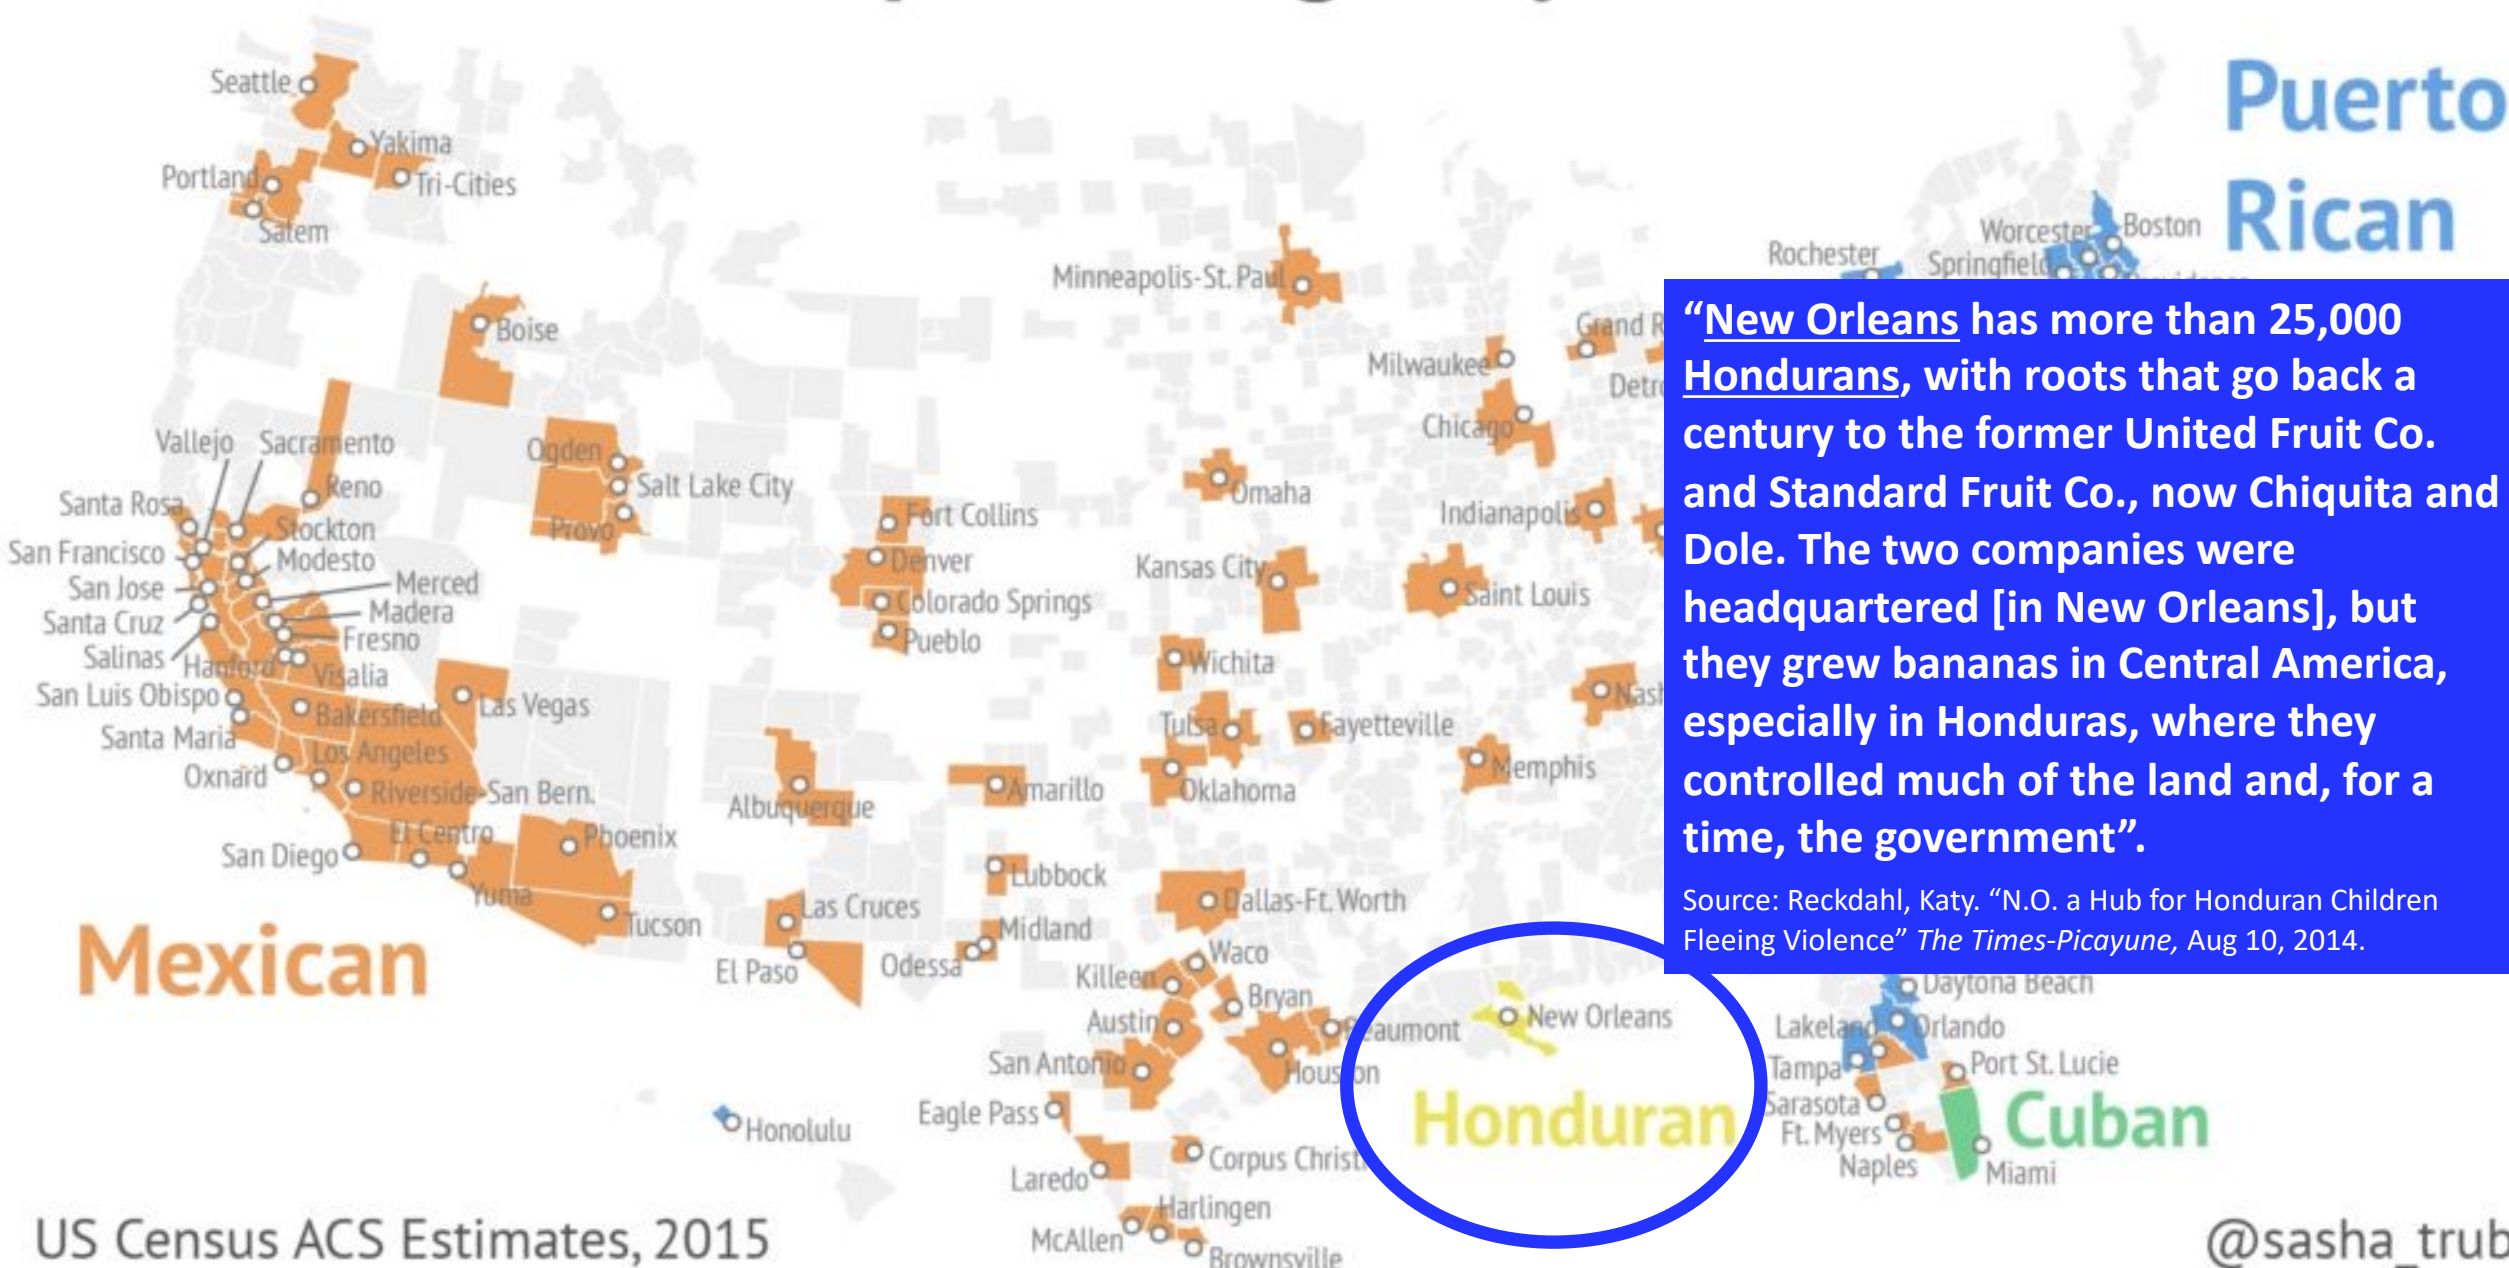 Puerto
Rican
Seattle
Yakima
Tri-Cities
Portland
Salem
Worcester
Boston
Rochester
Springfield
Minneapolis-St. Paul
Boise
Grand R
Milwaukee
Detr
Chicago
Vallejo
Sacramento
Ogden
Salt Lake City
Provo
Reno
Santa Rosa
Stockton
San Francisco
Modesto
San Jose
Merced
Santa Cruz
Madera
Salinas
Fresno
Hanford
Visalia
San Luis Obispo
Bakersfield
Las Vegas
Santa Maria
Los Angeles
Oxnard
Riverside-San Bern.
El Centro
San Diego
Phoenix
Yuma
Tucson
Fort Collins
Denver
Colorado Springs
Pueblo
Omaha
Indianapolis
Kansas City
Saint Louis
Wichita
Nash
Tulsa
Fayetteville
Memphis
Albuquerque
Amarillo
Oklahoma
Lubbock
Las Cruces
Midland
Dallas-Ft. Worth
El Paso
Odessa
Waco
Killeen
Bryan
Austin
Beaumont
San Antonio
Houston
Eagle Pass
Corpus Christ
Laredo
Harlingen
McAllen
Brownsville
Honolulu
Mexican
“New Orleans has more than 25,000
Hondurans, with roots that go back a
century to the former United Fruit Co.
and Standard Fruit Co., now Chiquita and
Dole. The two companies were
headquartered [in New Orleans], but
they grew bananas in Central America,
especially in Honduras, where they
controlled much of the land and, for a
time, the government”.
Source: Reckdahl, Katy. “N.O. a Hub for Honduran Children
Fleeing Violence” The Times-Picayune, Aug 10, 2014.
New Orleans
Honduran
Daytona Beach
Lakeland
Orlando
Tampa
Port St. Lucie
Sarasota
Ft. Myers
Naples
Cuban
Miami
US Census ACS Estimates, 2015
@sasha_trub